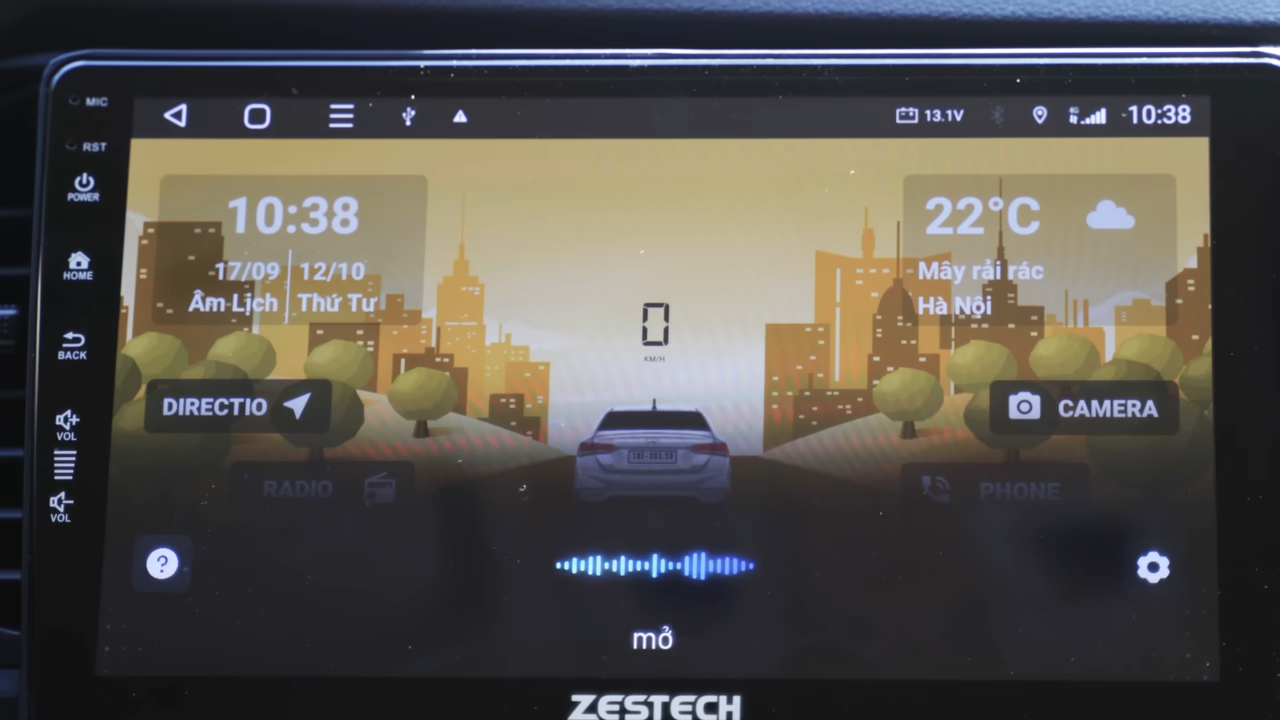 MIC
RST
POWER
HOME
BACK
VOL
VOL
13.1V
4G
10:38
10:38
17/09 12/10
Âm Lịch Thứ Tư
22°C
Mây rải rác
Hà Nội
0
KM/H
DIRECTIO
CAMERA
RADIO
PHONE
?
mở
ZESTECH